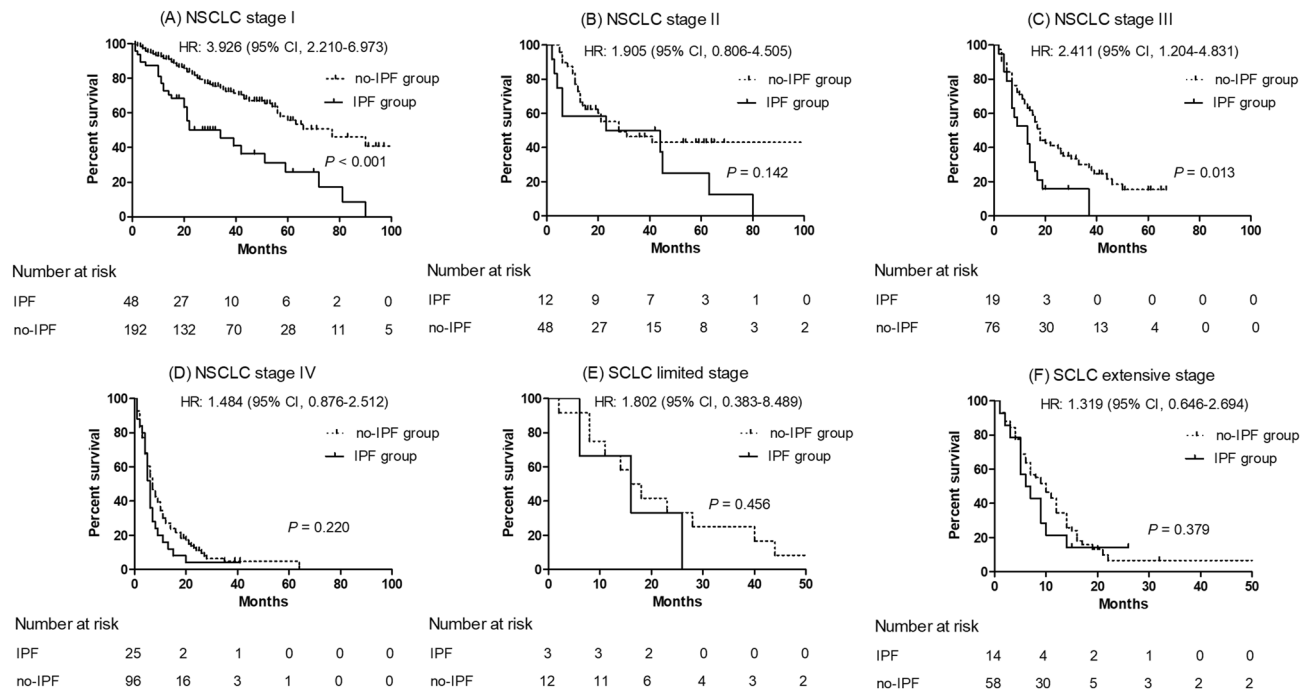 (A) NSCLC stage I
HR: 3.926 (95% CI, 2.210-6.973)
no-IPF group
IPF group
P < 0.001
Percent survival
100
80
60
40
20
0
0 20 40 60 80 100
Months
Number at risk
IPF 48 27 10 6 2 0
no-IPF 192 132 70 28 11 5
(B) NSCLC stage II
HR: 1.905 (95% CI, 0.806-4.505)
no-IPF group
IPF group
P = 0.142
Percent survival
100
80
60
40
20
0
0 20 40 60 80 100
Months
Number at risk
IPF 12 9 7 3 1 0
no-IPF 48 27 15 8 3 2
(C) NSCLC stage III
HR: 2.411 (95% CI, 1.204-4.831)
no-IPF group
IPF group
P = 0.013
Percent survival
100
80
60
40
20
0
0 20 40 60 80 100
Months
Number at risk
IPF 19 3 0 0 0 0
no-IPF 76 30 13 4 0 0
(D) NSCLC stage IV
HR: 1.484 (95% CI, 0.876-2.512)
no-IPF group
IPF group
P = 0.220
Percent survival
100
80
60
40
20
0
0 20 40 60 80 100
Months
Number at risk
IPF 25 2 1 0 0 0
no-IPF 96 16 3 1 0 0
(E) SCLC limited stage
HR: 1.802 (95% CI, 0.383-8.489)
no-IPF group
IPF group
P = 0.456
Percent survival
100
80
60
40
20
0
0 10 20 30 40 50
Months
Number at risk
IPF 3 3 2 0 0 0
no-IPF 12 11 6 4 3 2
(F) SCLC extensive stage
HR: 1.319 (95% CI, 0.646-2.694)
no-IPF group
IPF group
P = 0.379
Percent survival
100
80
60
40
20
0
0 10 20 30 40 50
Months
Number at risk
IPF 14 4 2 1 0 0
no-IPF 58 30 5 3 2 2